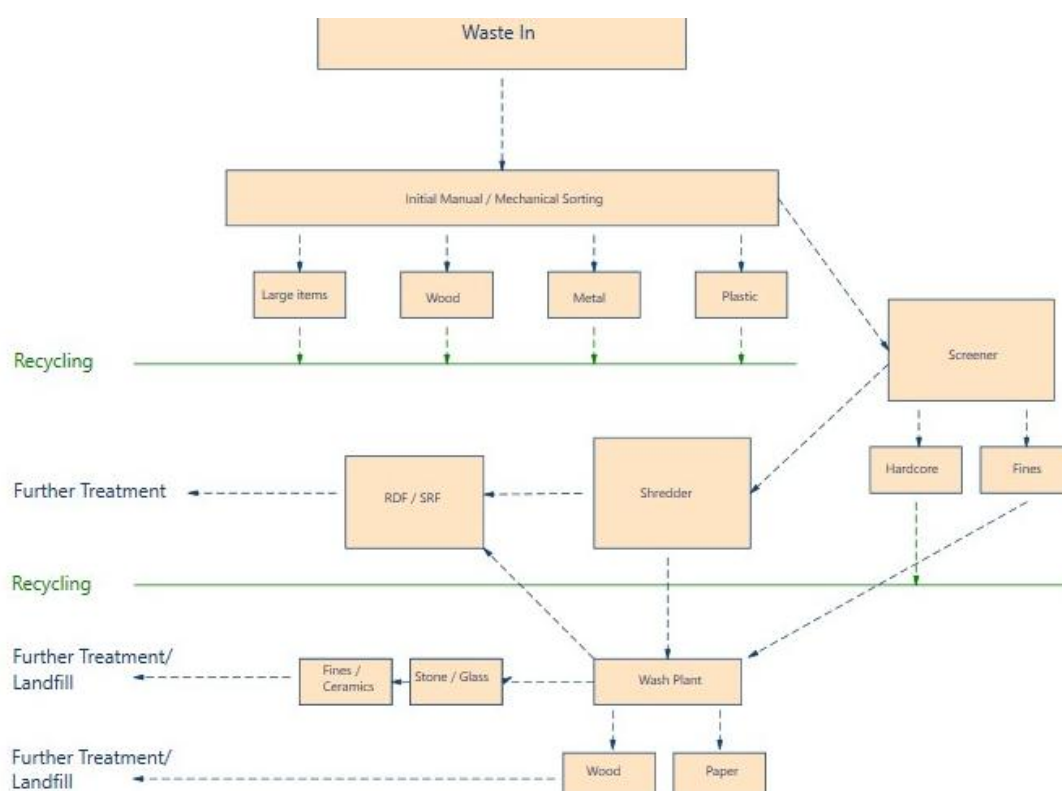 Waste In
Initial Manual / Mechanical Sorting
Large items
Wood
Metal
Plastic
Screener
Recycling
Hardcore
Fines
Further Treatment
RDF / SRF
Shredder
Recycling
Further Treatment/
Landfill
Fines /
Ceramics
Stone / Glass
Wash Plant
Further Treatment/
Landfill
Wood
Paper